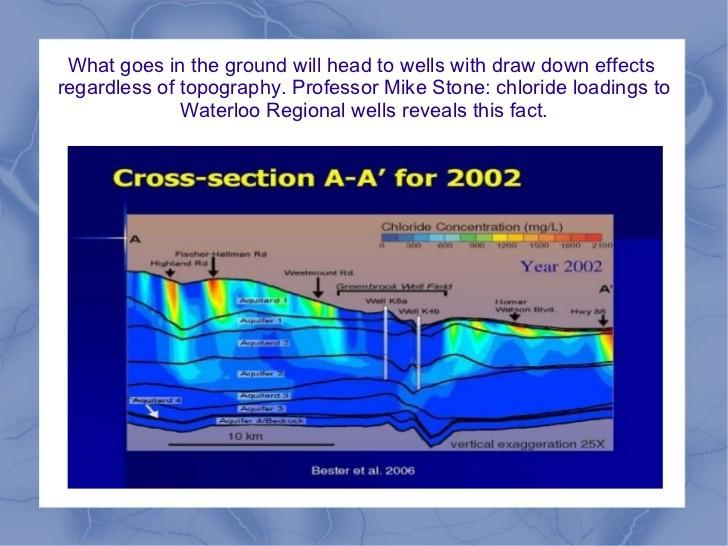 What goes in the ground will head to wells with draw down effects
regardless of topography. Professor Mike Stone: chloride loadings to
Waterloo Regional wells reveals this fact.
Cross-section A-A’ for 2002
Chloride Concentration (mg/L)
0 300 600 900 1200 1500 1800 2100
Year 2002
A
A'
Fischer-Hallman Rd
Highland Rd
Westmount Rd.
Greenbrook Well Field
Well K5a
Well K4b
Homer
Watson Blvd.
Hwy 86
Aquitard 1
Aquifer 1
Aquitard 2
Aquifer 2
Aquitard 3
Aquitard 4
Aquifer 3
Aquifer 4/Bedrock
10 km
vertical exaggeration 25X
Bester et al. 2006